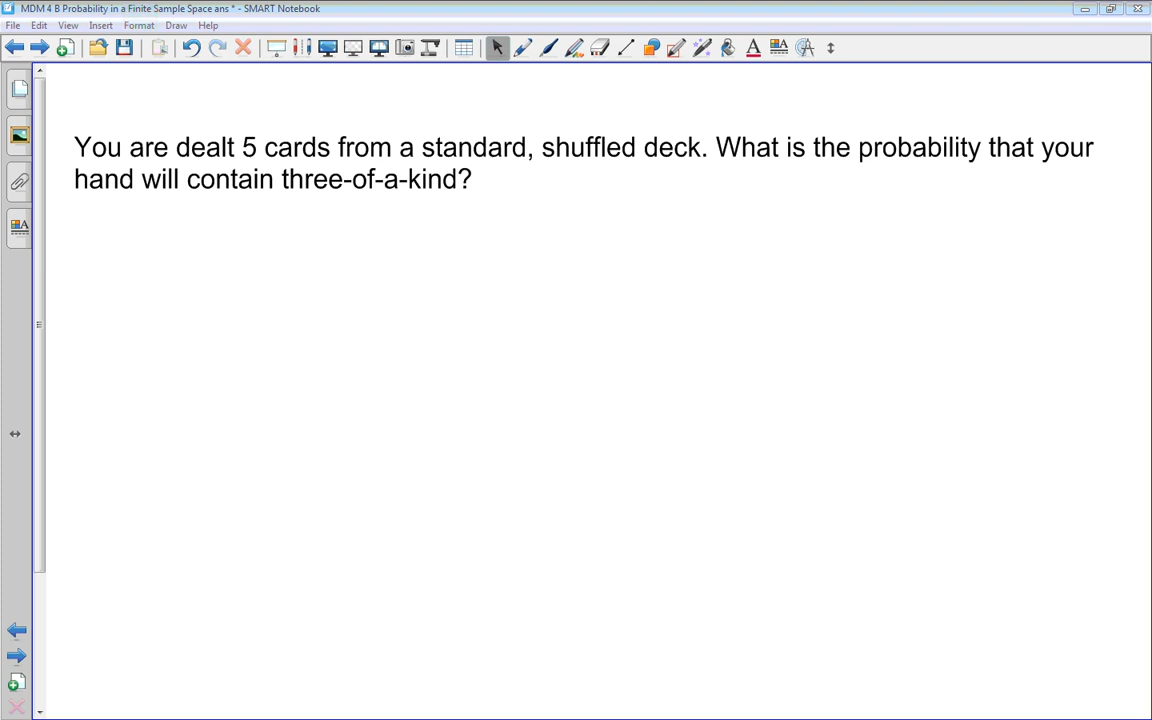 MDM 4 B Probability in a Finite Sample Space ans * - SMART Notebook
File Edit View Insert Format Draw Help
You are dealt 5 cards from a standard, shuffled deck. What is the probability that your
hand will contain three-of-a-kind?